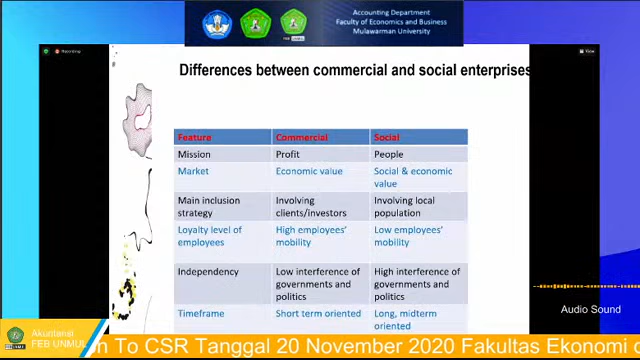 Accounting Department
Faculty of Economics and Business
Mulawarman University
Recording
View
Differences between commercial and social enterprises
Feature Commercial Social
Mission Profit People
Market Economic value Social & economic
value
Main inclusion Involving Involving local
strategy clients/investors population
Loyalty level of High employees' Low employees'
employees mobility mobility
Independency Low interference of High interference of
governments and governments and
politics politics
Timeframe Short term oriented Long, midterm
oriented
Audio Sound
Akuntansi
FEB UNMUL
n To CSR Tanggal 20 November 2020 Fakultas Ekonomi d